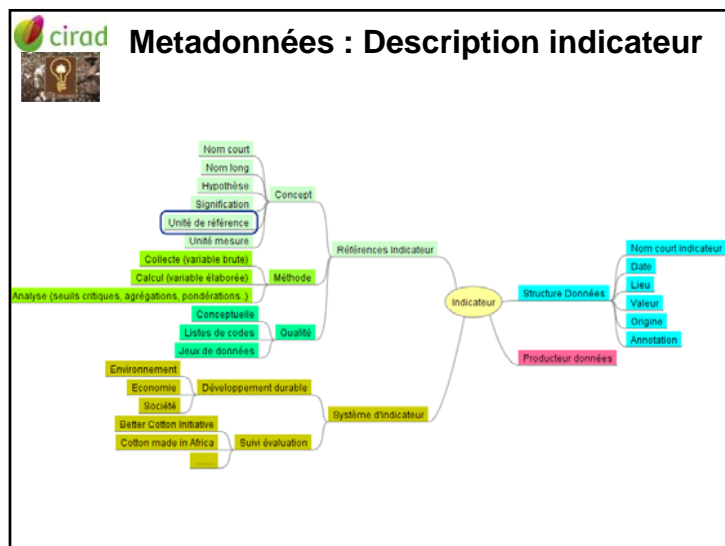 cirad
Metadonnées : Description indicateur
Nom court
Nom long
Hypothèse
Signification
Unité de référence
Unité mesure
Concept
Collecte (variable brute)
Calcul (variable élaborée)
Analyse (seuils critiques, agrégations, pondérations..)
Méthode
Conceptuelle
Listes de codes
Jeux de données
Qualité
Références Indicateur
Environnement
Economie
Société
Développement durable
Better Cotton Initiative
Cotton made in Africa
.......
Suivi évaluation
Système d'Indicateur
Indicateur
Structure Données
Nom court indicateur
Date
Lieu
Valeur
Origine
Annotation
Producteur données